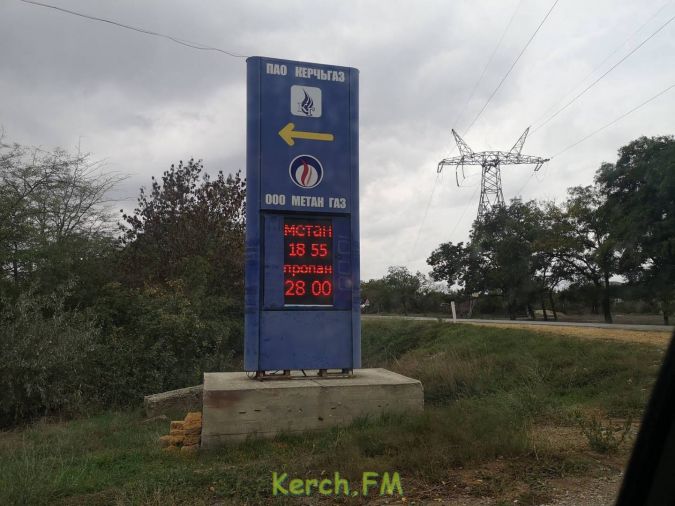 ПАО КЕРЧЬГАЗ
ООО МЕТАН ГАЗ
метан
18 55
пропан
28 00
Kerch.FM